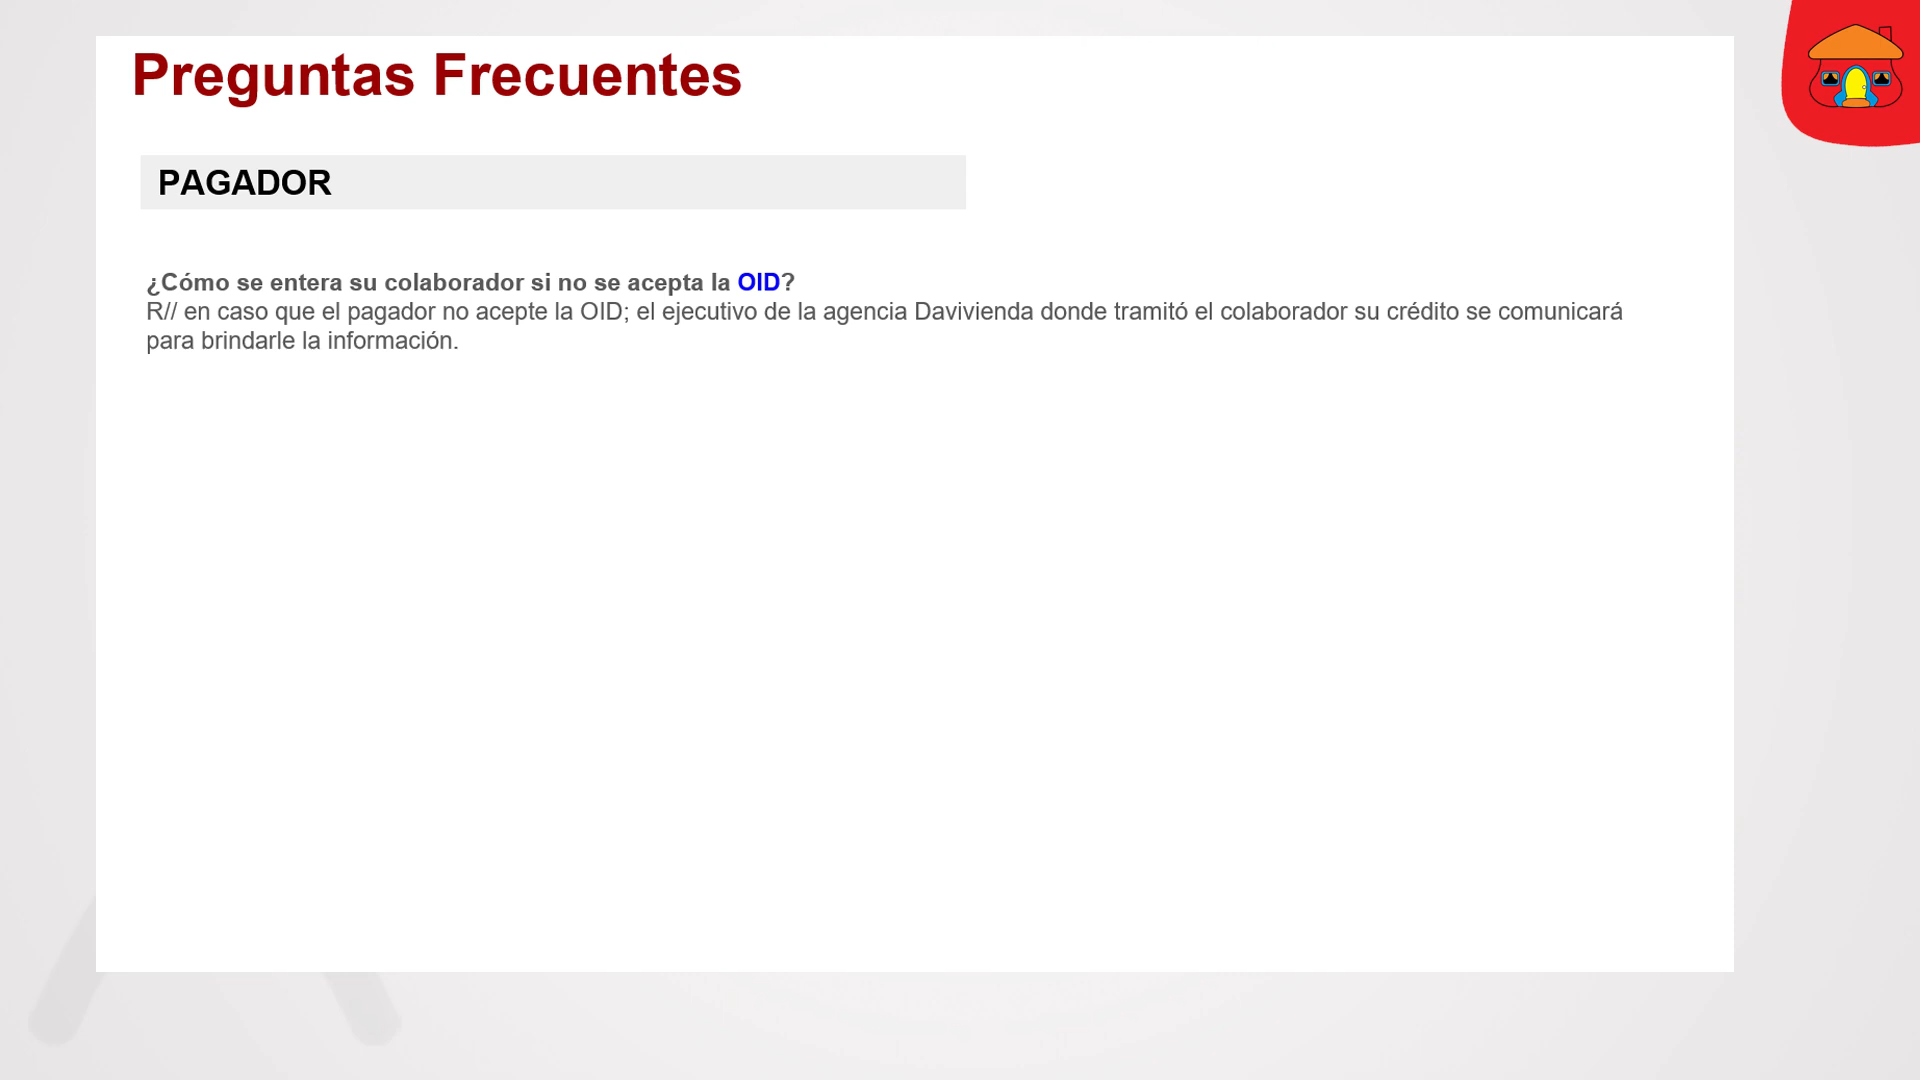 Preguntas Frecuentes
PAGADOR
¿Cómo se entera su colaborador si no se acepta la OID?
R// en caso que el pagador no acepte la OID; el ejecutivo de la agencia Davivienda donde tramitó el colaborador su crédito se comunicará
para brindarle la información.